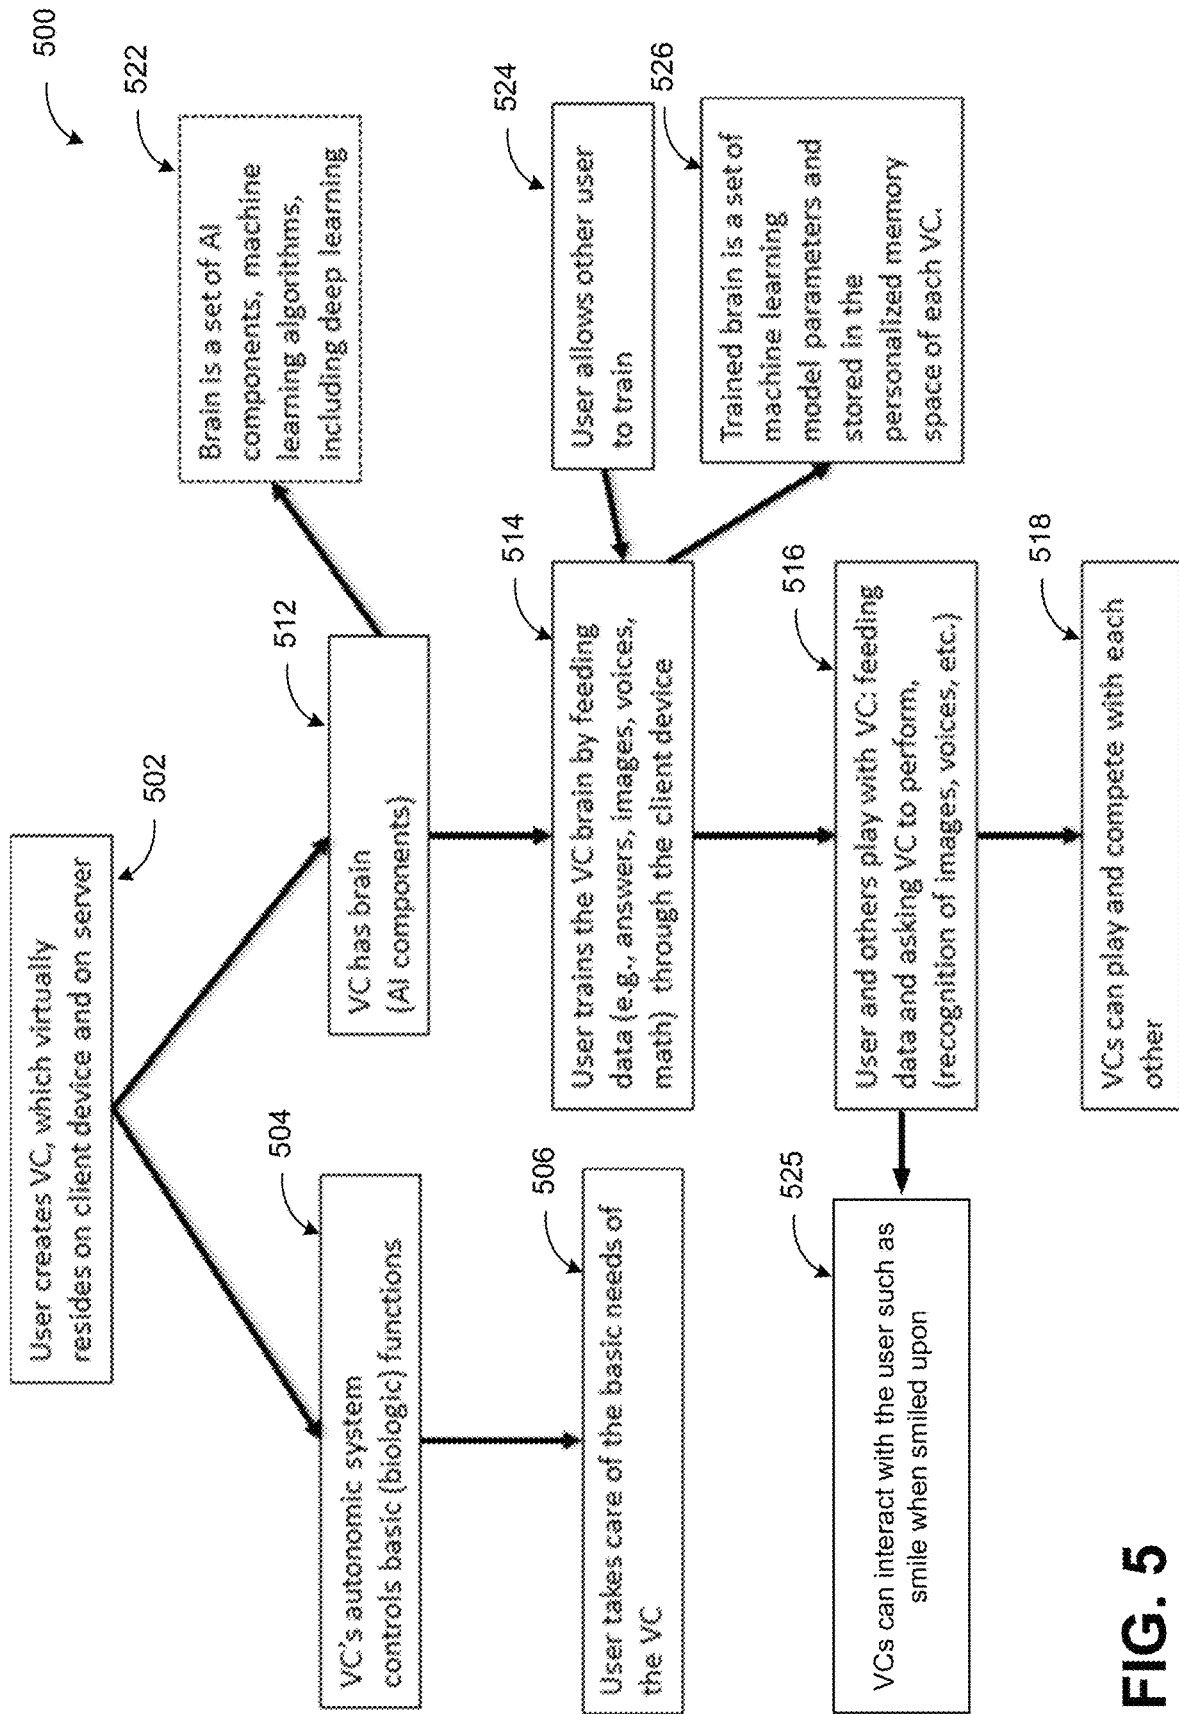 500
User creates VC, which virtually
resides on client device and on server
502
VC's autonomic system
controls basic (biologic) functions
504
VC has brain
(AI components)
512
Brain is a set of AI
components, machine
learning algorithms,
including deep learning
522
User takes care of the basic needs of
the VC
506
User trains the VC brain by feeding
data (e.g., answers, images, voices,
math) through the client device
514
User allows other user
to train
524
Trained brain is a set of
machine learning
model parameters and
stored in the
personalized memory
space of each VC.
526
VCs can interact with the user such as
smile when smiled upon
525
User and others play with VC: feeding
data and asking VC to perform,
(recognition of images, voices, etc.)
516
VCs can play and compete with each
other
518
FIG. 5